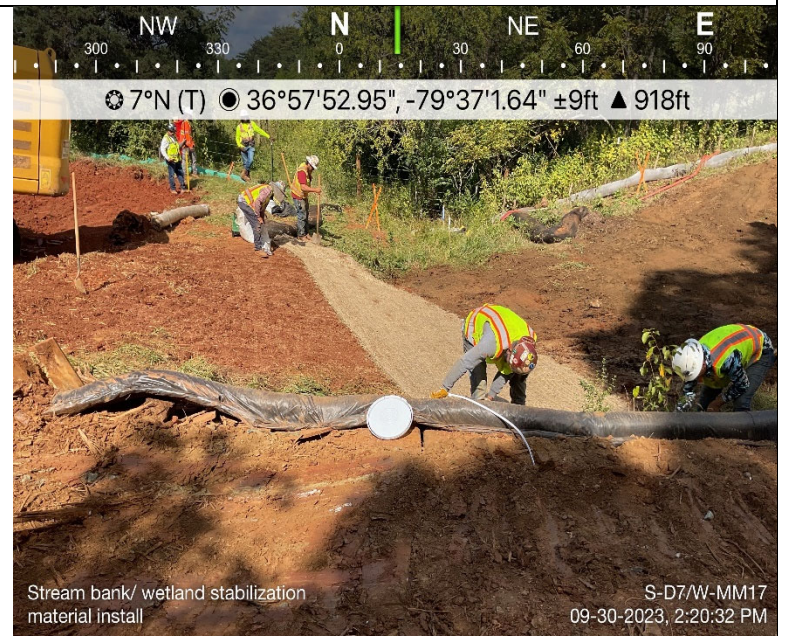 NW N NE E
300 330 0 30 60 90
7°N (T) 36°57'52.95", -79°37'1.64" ±9ft ▲ 918ft
Stream bank/ wetland stabilization
material install
S-D7/W-MM17
09-30-2023, 2:20:32 PM